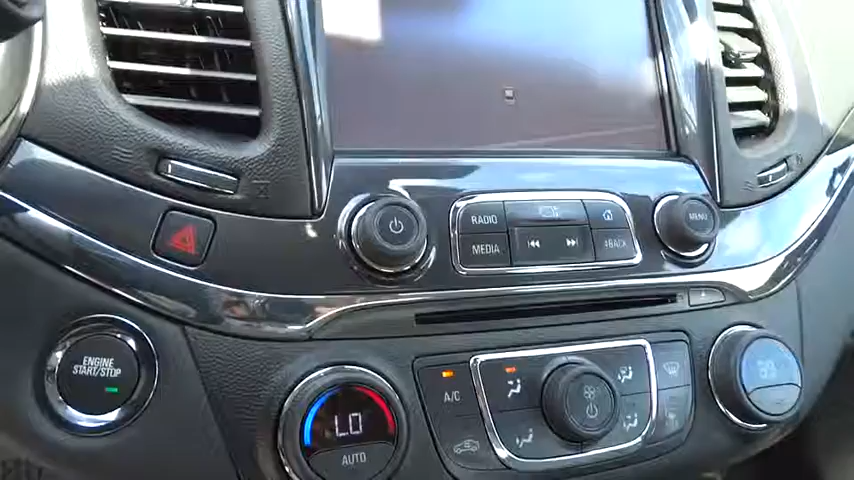 RADIO
MEDIA
BACK
MENU
ENGINE
START/STOP
A/C
LO
AUTO